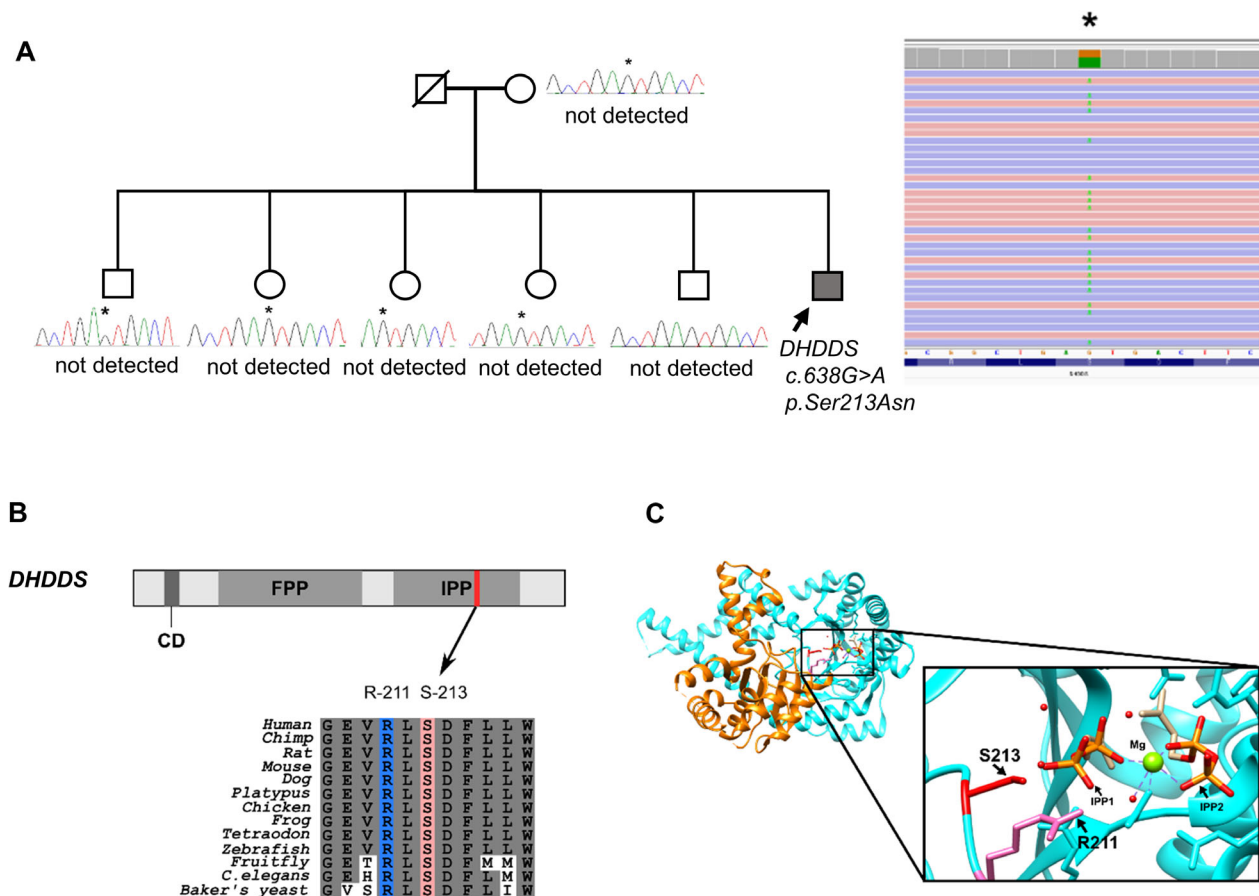 A
*
*
not detected
*
*
*
*
not detected
not detected
not detected
not detected
not detected
DHDDS
c.638G>A
p.Ser213Asn
G C G G C T G A G T G A C T T C
B
DHDDS
FPP
IPP
CD
R-211 S-213
Human G E V R L S D F L L W
Chimp G E V R L S D F L L W
Rat G E V R L S D F L L W
Mouse G E V R L S D F L L W
Dog G E V R L S D F L L W
Platypus G E V R L S D F L L W
Chicken G E V R L S D F L L W
Frog G E V R L S D F L L W
Tetraodon G E V R L S D F L L W
Zebrafish G E V R L S D F L L W
Fruitfly G E T R L S D F M M W
C.elegans G E H R L S D F L M W
Baker's yeast G V S R L S D F L I W
C
S213
Mg
IPP1
IPP2
R211